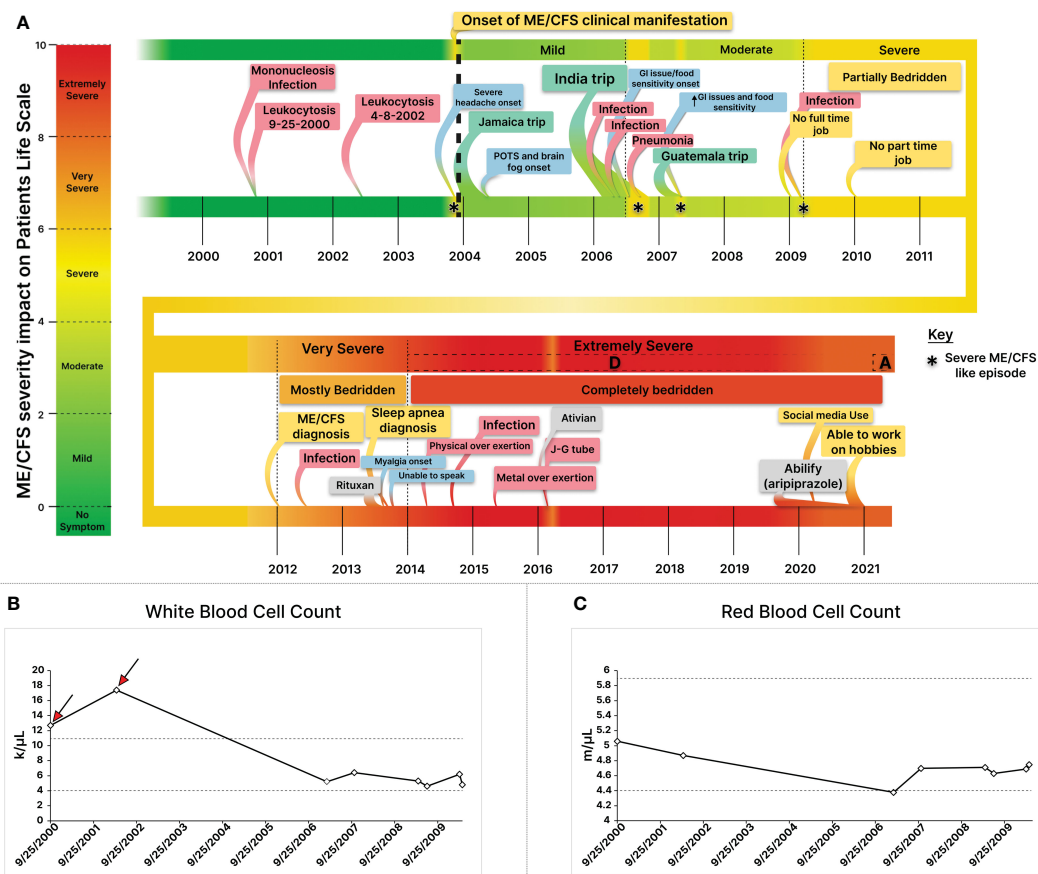 A
Onset of ME/CFS clinical manifestation
ME/CFS severity impact on Patients Life Scale
10
8
6
4
2
0
Extremely
Severe
Very
Severe
Severe
Moderate
Mild
No
Symptom
Mild
Moderate
Severe
Mononucleosis
Infection
Leukocytosis
9-25-2000
Leukocytosis
4-8-2002
Severe
headache onset
Jamaica trip
POTS and brain
fog onset
India trip
Infection
Infection
Pneumonia
GI issue/food
sensitivity onset
↑GI issues and food
sensitivity
Guatemala trip
Infection
No full time
job
Partially Bedridden
No part time
job
* * * *
2000 2001 2002 2003 2004 2005 2006 2007 2008 2009 2010 2011
Key
* Severe ME/CFS
like episode
Very Severe
Extremely Severe
D
A
Mostly Bedridden
Completely bedridden
ME/CFS
diagnosis
Infection
Sleep apnea
diagnosis
Myalgia onset
Unable to speak
Rituxan
Physical over exertion
Infection
Ativian
J-G tube
Metal over exertion
Social media Use
Able to work
on hobbies
Abilify
(aripiprazole)
2012 2013 2014 2015 2016 2017 2018 2019 2020 2021
B
White Blood Cell Count
k/µL
20
18
16
14
12
10
8
6
4
2
0
9/25/2000 9/25/2001 9/25/2002 9/25/2003 9/25/2004 9/25/2005 9/25/2006 9/25/2007 9/25/2008 9/25/2009
C
Red Blood Cell Count
m/µL
6
5.8
5.6
5.4
5.2
5
4.8
4.6
4.4
4.2
4
9/25/2000 9/25/2001 9/25/2002 9/25/2003 9/25/2004 9/25/2005 9/25/2006 9/25/2007 9/25/2008 9/25/2009